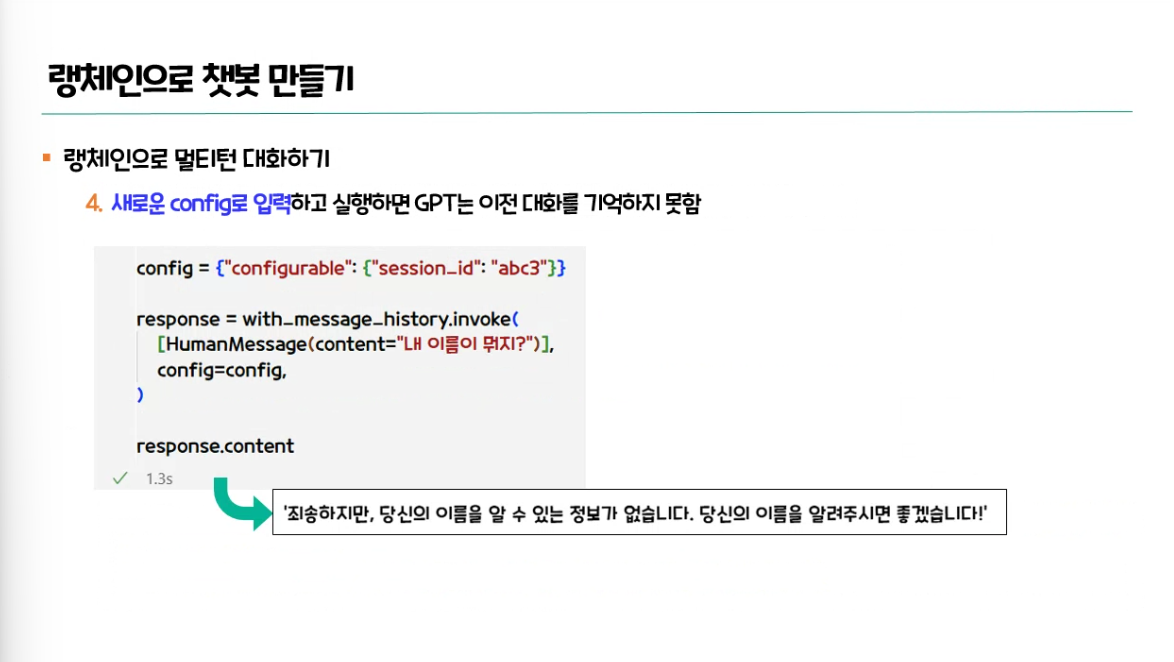 랭체인으로 챗봇 만들기
▪ 랭체인으로 멀티턴 대화하기
4. 새로운 config로 입력하고 실행하면 GPT는 이전 대화를 기억하지 못함
config = {"configurable": {"session_id": "abc3"}}
response = with_message_history.invoke(
[HumanMessage(content="내 이름이 뭐지?")],
config=config,
)
response.content
✓ 1.3s
'죄송하지만, 당신의 이름을 알 수 있는 정보가 없습니다. 당신의 이름을 알려주시면 좋겠습니다!'